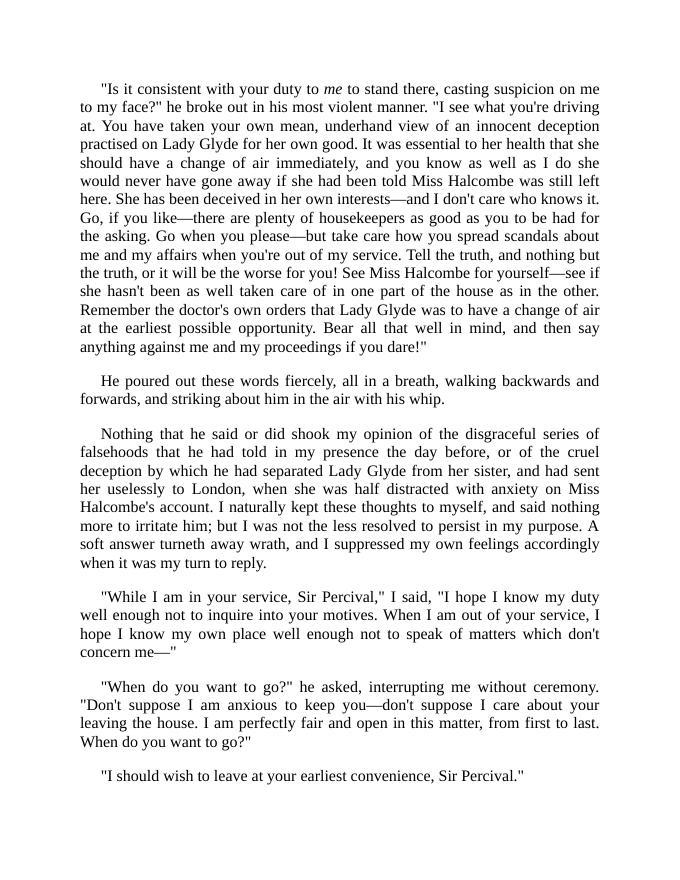 "Is it consistent with your duty to me to stand there, casting suspicion on me
to my face?" he broke out in his most violent manner. "I see what you're driving
at. You have taken your own mean, underhand view of an innocent deception
practised on Lady Glyde for her own good. It was essential to her health that she
should have a change of air immediately, and you know as well as I do she
would never have gone away if she had been told Miss Halcombe was still left
here. She has been deceived in her own interests—and I don't care who knows it.
Go, if you like—there are plenty of housekeepers as good as you to be had for
the asking. Go when you please—but take care how you spread scandals about
me and my affairs when you're out of my service. Tell the truth, and nothing but
the truth, or it will be the worse for you! See Miss Halcombe for yourself—see if
she hasn't been as well taken care of in one part of the house as in the other.
Remember the doctor's own orders that Lady Glyde was to have a change of air
at the earliest possible opportunity. Bear all that well in mind, and then say
anything against me and my proceedings if you dare!"
He poured out these words fiercely, all in a breath, walking backwards and
forwards, and striking about him in the air with his whip.
Nothing that he said or did shook my opinion of the disgraceful series of
falsehoods that he had told in my presence the day before, or of the cruel
deception by which he had separated Lady Glyde from her sister, and had sent
her uselessly to London, when she was half distracted with anxiety on Miss
Halcombe's account. I naturally kept these thoughts to myself, and said nothing
more to irritate him; but I was not the less resolved to persist in my purpose. A
soft answer turneth away wrath, and I suppressed my own feelings accordingly
when it was my turn to reply.
"While I am in your service, Sir Percival," I said, "I hope I know my duty
well enough not to inquire into your motives. When I am out of your service, I
hope I know my own place well enough not to speak of matters which don't
concern me—"
"When do you want to go?" he asked, interrupting me without ceremony.
"Don't suppose I am anxious to keep you—don't suppose I care about your
leaving the house. I am perfectly fair and open in this matter, from first to last.
When do you want to go?"
"I should wish to leave at your earliest convenience, Sir Percival."